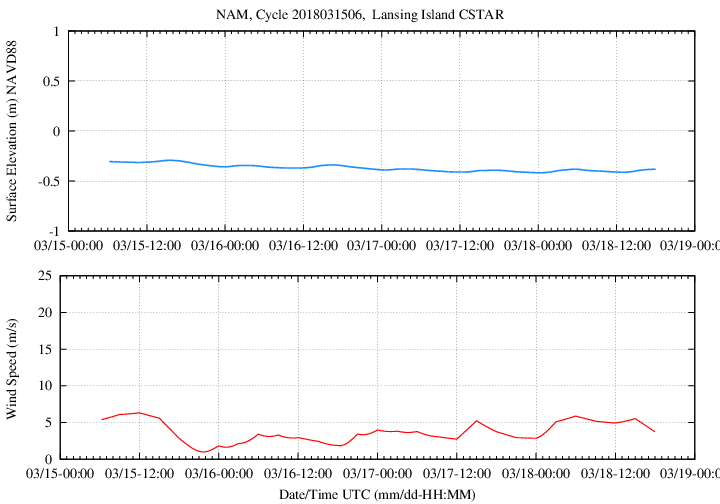 NAM, Cycle 2018031506,  Lansing Island CSTAR
Surface Elevation (m) NAVD88
1
0.5
0
-0.5
-1
03/15-00:00 03/15-12:00 03/16-00:00 03/16-12:00 03/17-00:00 03/17-12:00 03/18-00:00 03/18-12:00 03/19-0
Wind Speed (m/s)
25
20
15
10
5
0
03/15-00:00 03/15-12:00 03/16-00:00 03/16-12:00 03/17-00:00 03/17-12:00 03/18-00:00 03/18-12:00 03/19-0
Date/Time UTC (mm/dd-HH:MM)